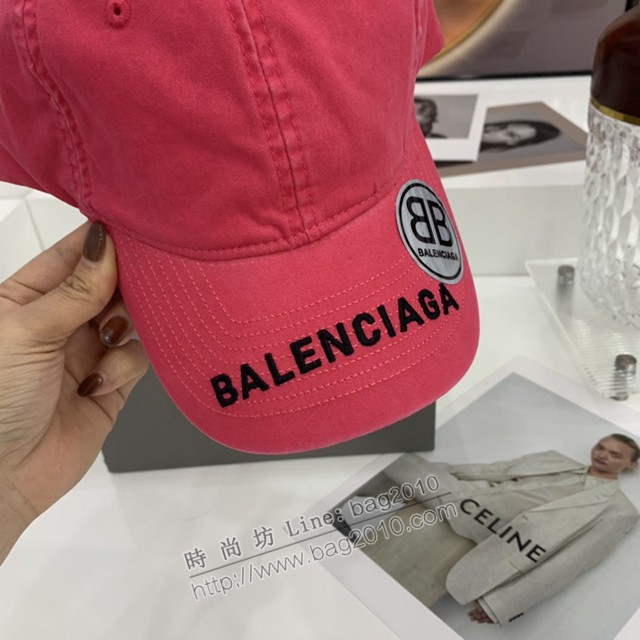 BB
BALENCIAGA
BALENCIAGA
CELINE
時尚坊 Line: bag2010
http://www.bag2010.com